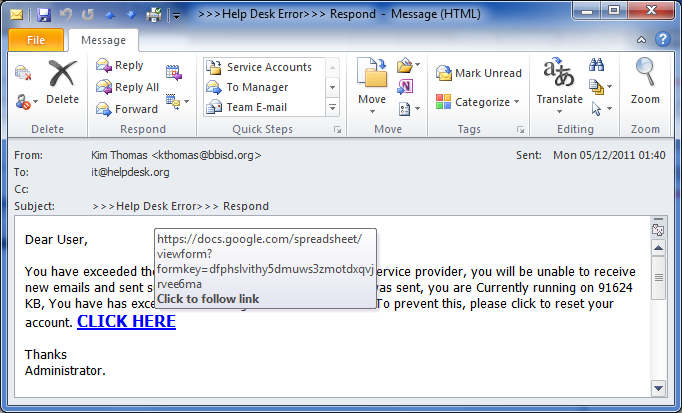 >>>Help Desk Error>>> Respond - Message (HTML)
File Message
Delete
Reply
Reply All
Forward
Service Accounts
To Manager
Team E-mail
Move
Mark Unread
Categorize
Translate
Zoom
Delete Respond Quick Steps Move Tags Editing Zoom
From: Kim Thomas <kthomas@bbisd.org> Sent: Mon 05/12/2011 01:40
To: it@helpdesk.org
Cc:
Subject: >>>Help Desk Error>>> Respond
Dear User,
https://docs.google.com/spreadsheet/
viewform?
formkey=dfphslvithy5dmuws3zmotdxqvj
rvee6ma
Click to follow link
You have exceeded the ervice provider, you will be unable to receive
new emails and sent s was sent, you are Currently running on 91624
KB, You have has exce To prevent this, please click to reset your
account. CLICK HERE
Thanks
Administrator.